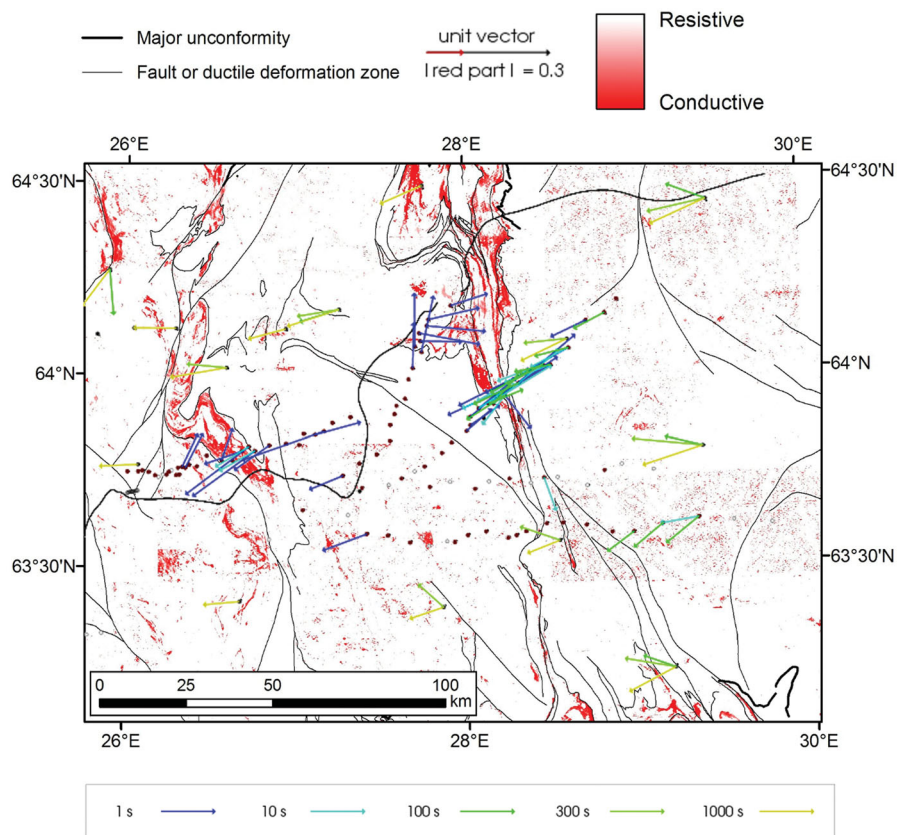 Major unconformity
Fault or ductile deformation zone
unit vector
| red part | = 0.3
Resistive
Conductive
26°E 28°E 30°E
64°30'N 64°30'N
64°N 64°N
63°30'N 63°30'N
0 25 50 100
km
26°E 28°E 30°E
1 s 10 s 100 s 300 s 1000 s